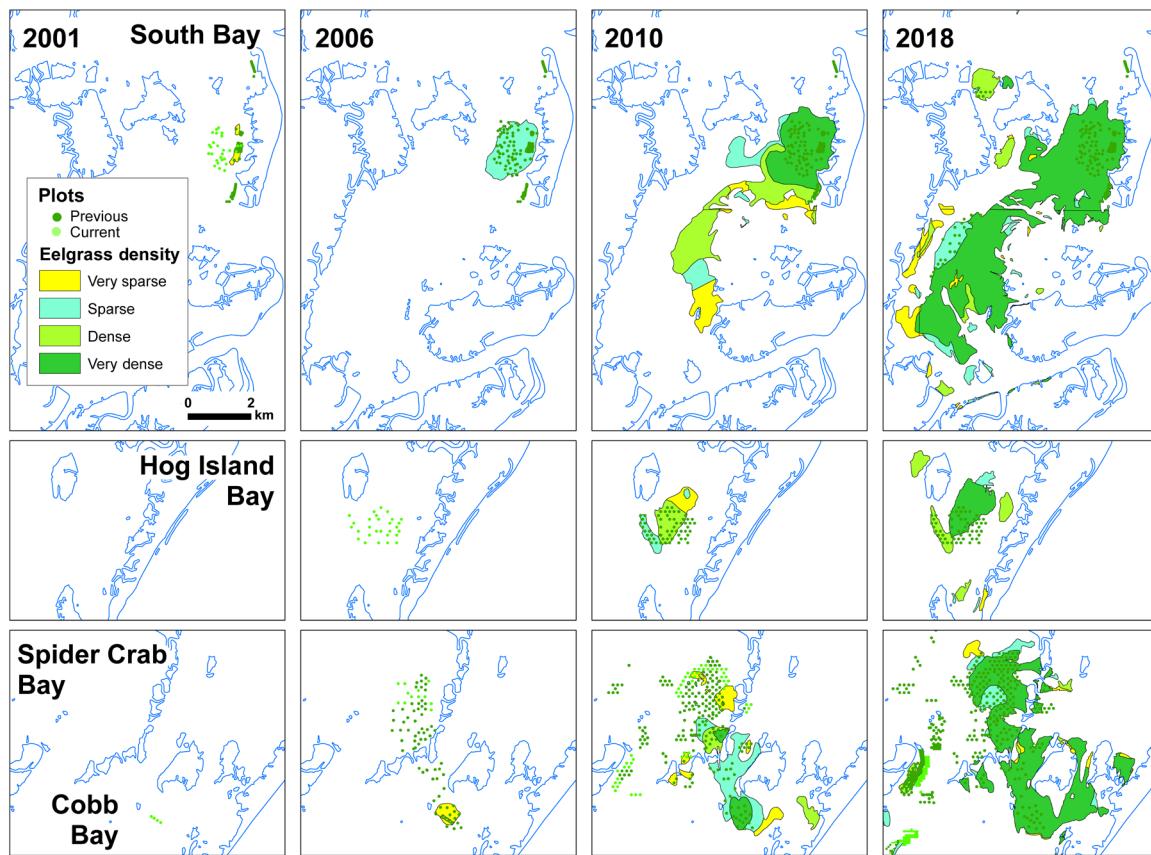 2001
South Bay
2006
2010
2018
Plots
Previous
Current
Eelgrass density
Very sparse
Sparse
Dense
Very dense
0 2
km
Hog Island
Bay
Spider Crab
Bay
Cobb
Bay